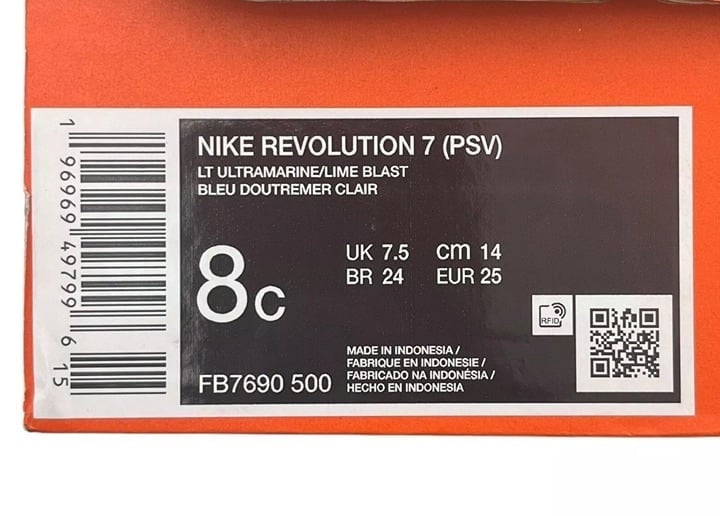 NIKE REVOLUTION 7 (PSV)
LT ULTRAMARINE/LIME BLAST
BLEU DOUTREMER CLAIR
8c
UK 7.5 cm 14
BR 24 EUR 25
RFID
FB7690 500
MADE IN INDONESIA /
FABRIQUE EN INDONESIE /
FABRICADO NA INDONÉSIA /
HECHO EN INDONESIA
1 96969 49799 6 15